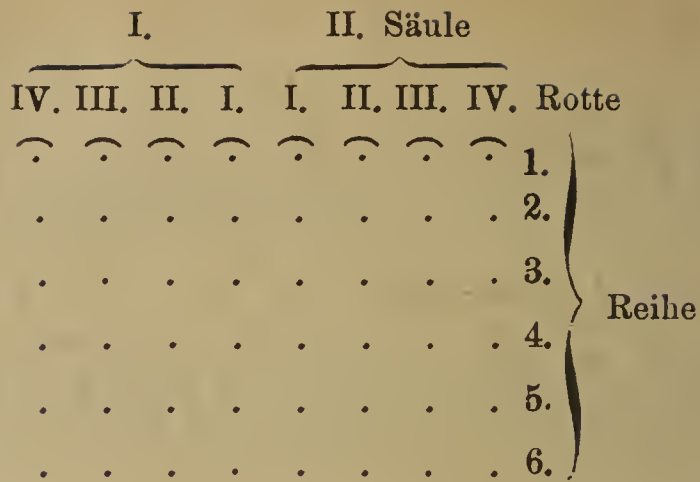 I. II. Säule
IV. III. II. I. I. II. III. IV. Rotte
1.
2.
3.
Reihe
4.
5.
6.